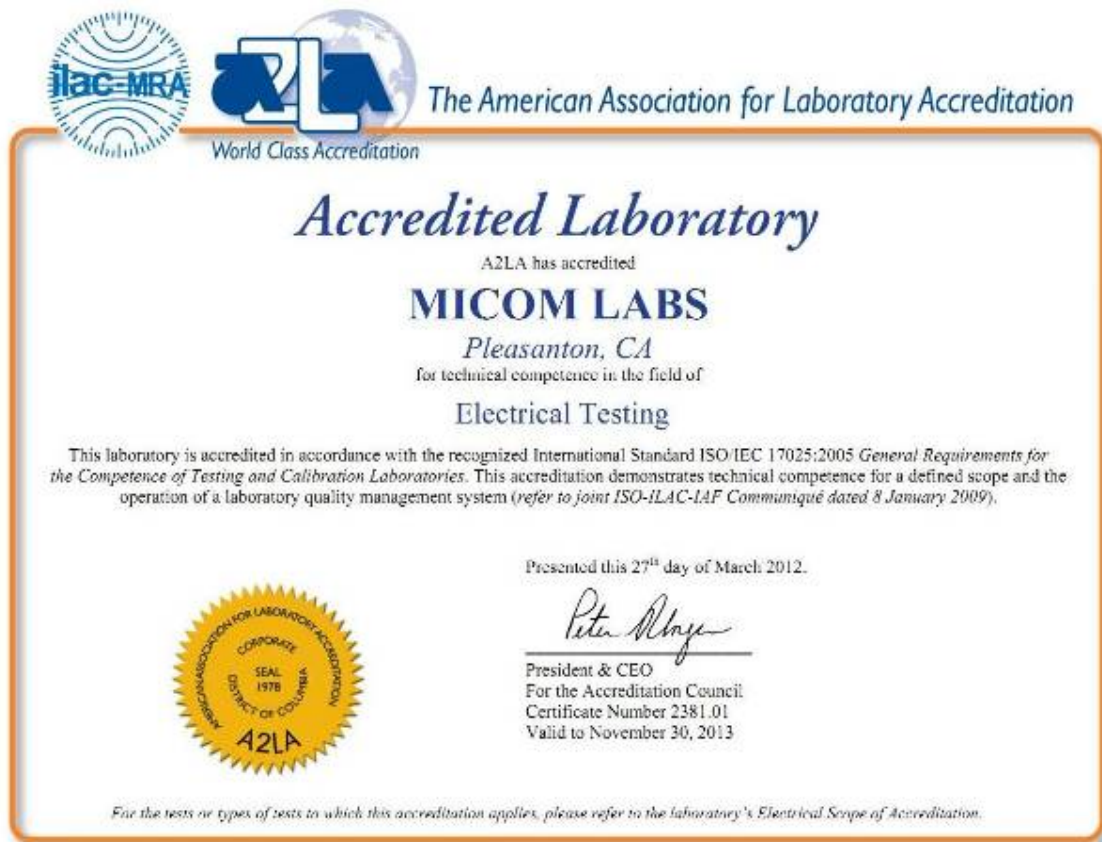 ilac-MRA
a2la
The American Association for Laboratory Accreditation
World Class Accreditation
Accredited Laboratory
A2LA has accredited
MICOM LABS
Pleasanton, CA
for technical competence in the field of
Electrical Testing
This laboratory is accredited in accordance with the recognized International Standard ISO/IEC 17025:2005 General Requirements for
the Competence of Testing and Calibration Laboratories. This accreditation demonstrates technical competence for a defined scope and the
operation of a laboratory quality management system (refer to joint ISO-ILAC-IAF Communiqué dated 8 January 2009).
Presented this 27th day of March 2012.
Peter
President & CEO
For the Accreditation Council
Certificate Number 2381.01
Valid to November 30, 2013
AMERICAN ASSOCIATION FOR LABORATORY ACCREDITATION
CORPORATE
SEAL
1978
DISTRICT OF COLUMBIA
A2LA
For the tests or types of tests to which this accreditation applies, please refer to the laboratory's Electrical Scope of Accreditation.